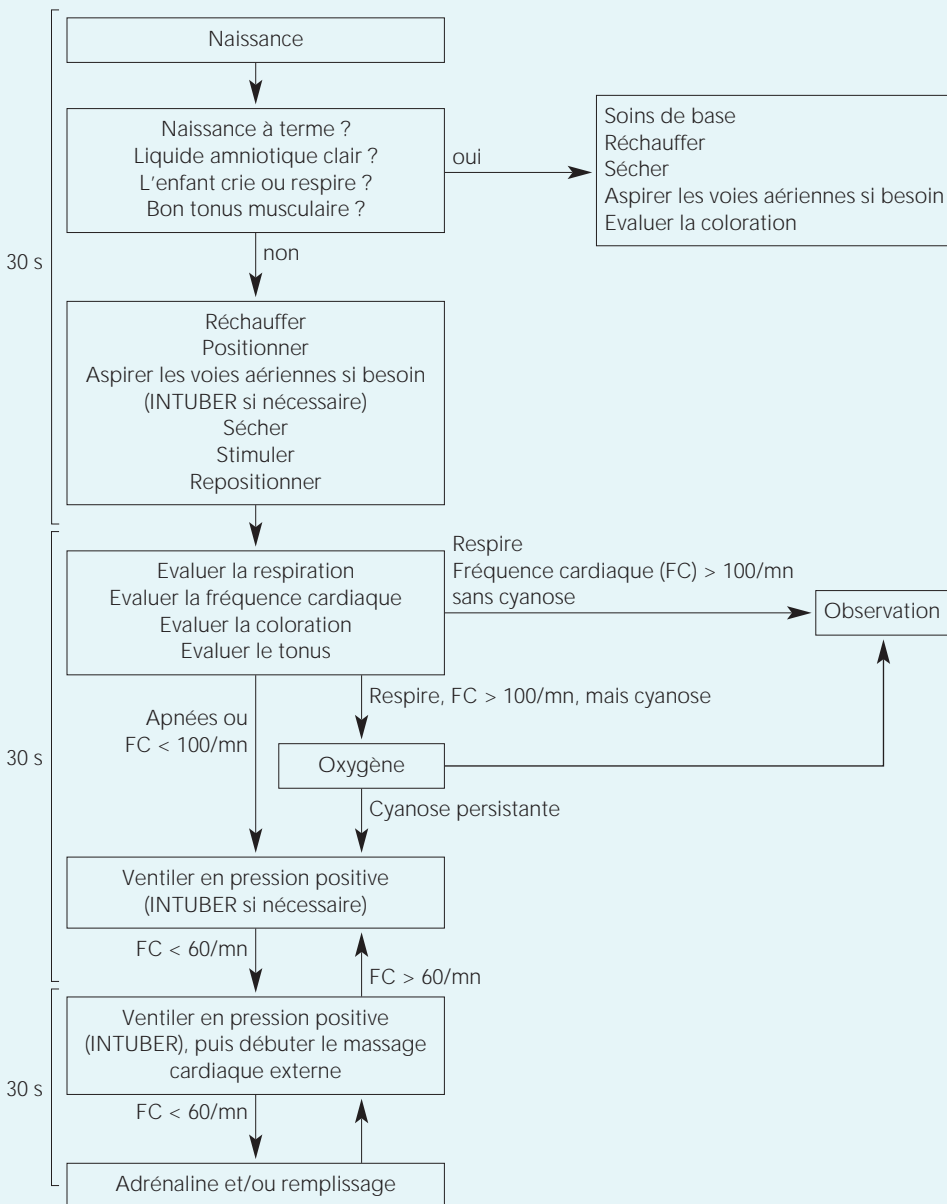 Naissance
Naissance à terme ?
Liquide amniotique clair ?
L'enfant crie ou respire ?
Bon tonus musculaire ?
oui
Soins de base
Réchauffer
Sécher
Aspirer les voies aériennes si besoin
Evaluer la coloration
non
30 s
Réchauffer
Positionner
Aspirer les voies aériennes si besoin
(INTUBER si nécessaire)
Sécher
Stimuler
Repositionner
Evaluer la respiration
Evaluer la fréquence cardiaque
Evaluer la coloration
Evaluer le tonus
Respire
Fréquence cardiaque (FC) > 100/mn
sans cyanose
Observation
Respire, FC > 100/mn, mais cyanose
Apnées ou
FC < 100/mn
30 s
Oxygène
Cyanose persistante
Ventiler en pression positive
(INTUBER si nécessaire)
FC < 60/mn
FC > 60/mn
Ventiler en pression positive
(INTUBER), puis débuter le massage
cardiaque externe
30 s
FC < 60/mn
Adrénaline et/ou remplissage